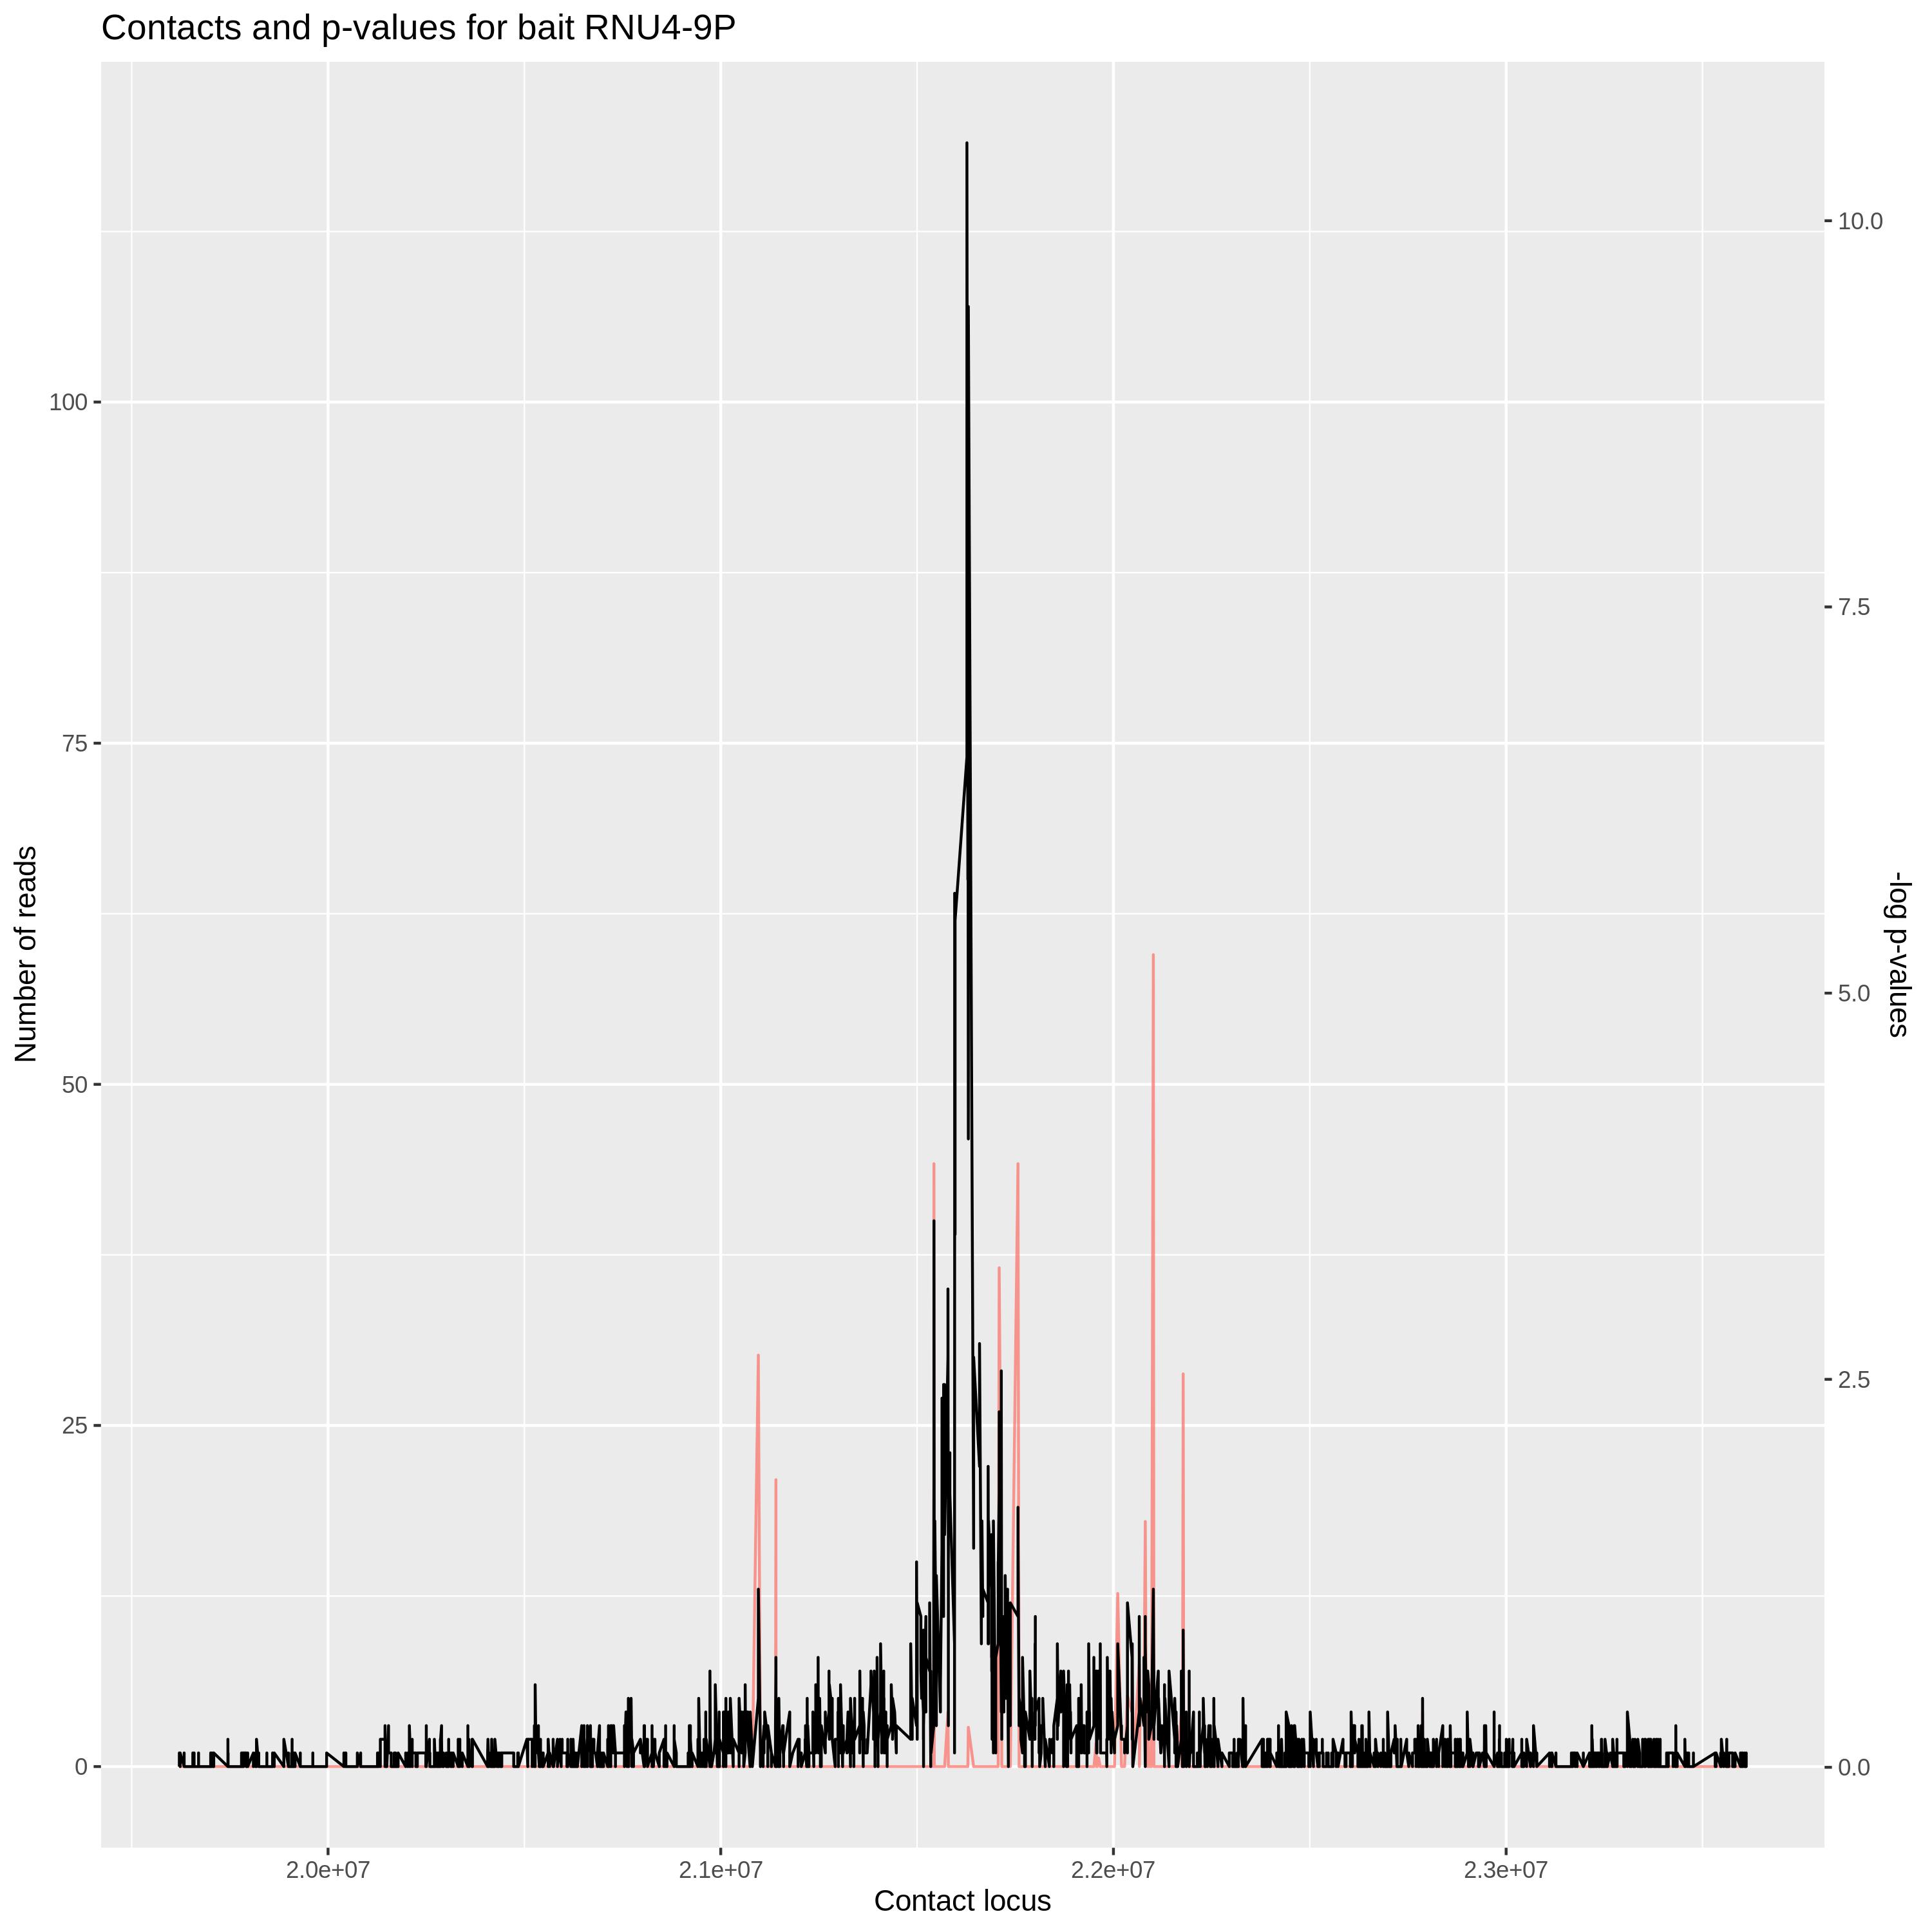 Contacts and p-values for bait RNU4-9P
Number of reads
100
75
50
25
0
10.0
7.5
5.0
2.5
0.0
-log p-values
2.0e+07
2.1e+07
2.2e+07
2.3e+07
Contact locus